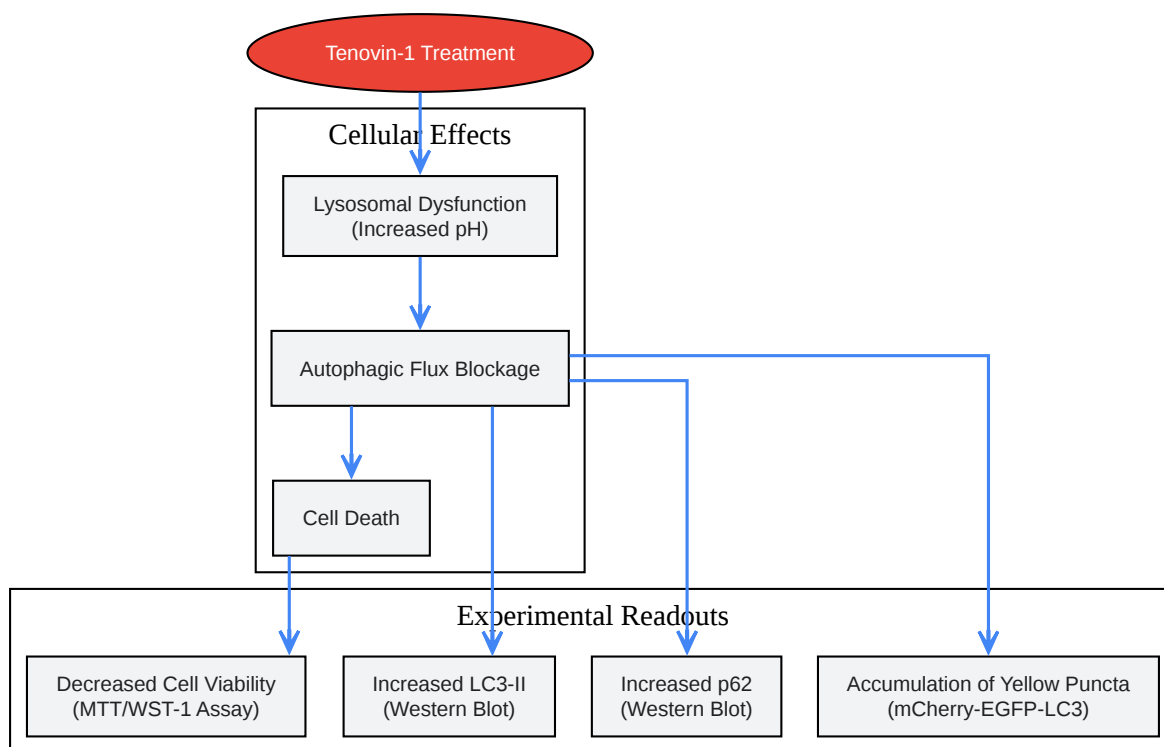 Tenovin-1 Treatment
Cellular Effects
Lysosomal Dysfunction
(Increased pH)
Autophagic Flux Blockage
Cell Death
Experimental Readouts
Decreased Cell Viability
(MTT/WST-1 Assay)
Increased LC3-II
(Western Blot)
Increased p62
(Western Blot)
Accumulation of Yellow Puncta
(mCherry-EGFP-LC3)